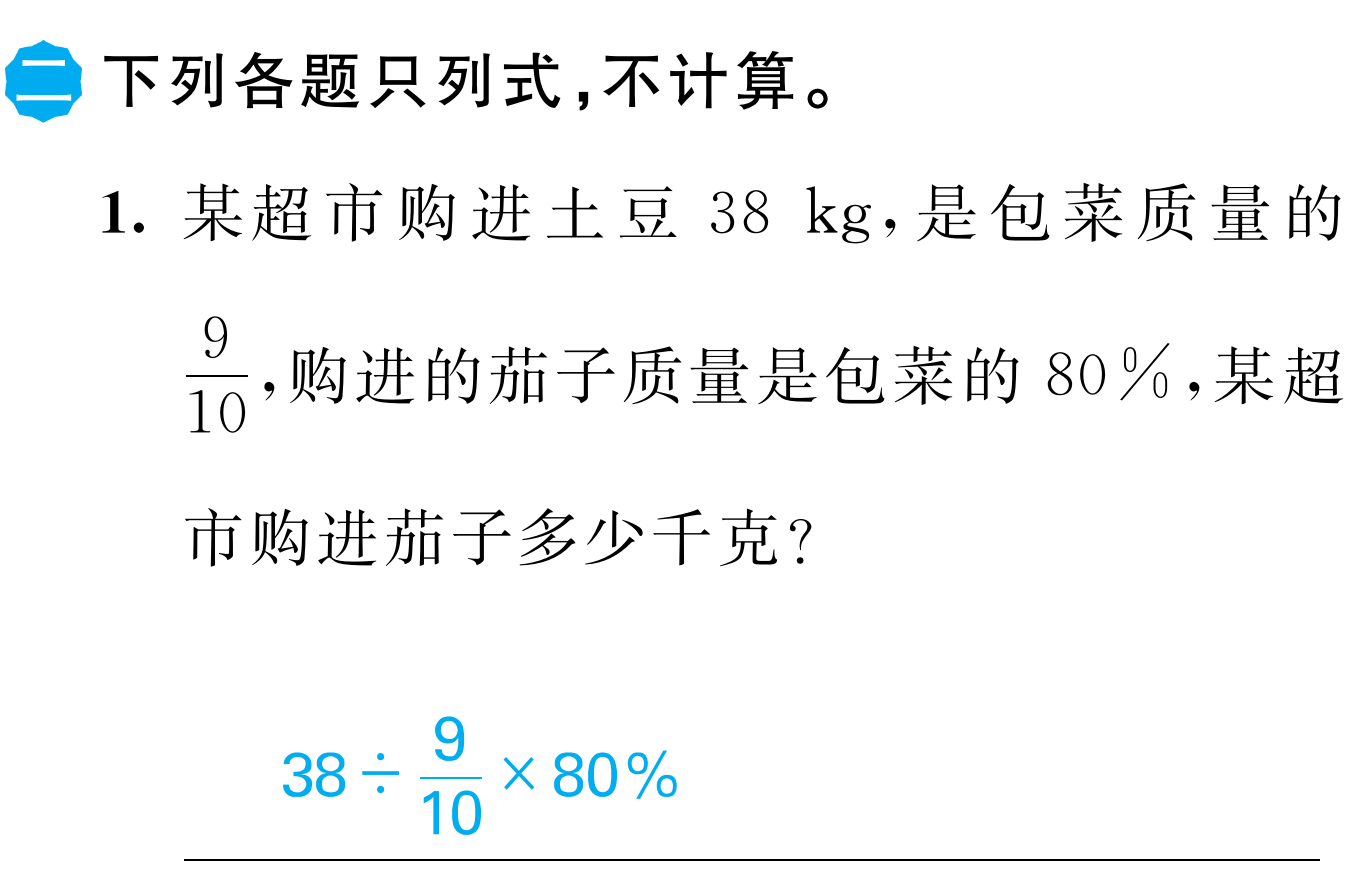 二 下列各题只列式,不计算。
1. 某超市购进土豆 38 kg,是包菜质量的
9/10,购进的茄子质量是包菜的 80%,某超
市购进茄子多少千克?
38÷9/10×80%